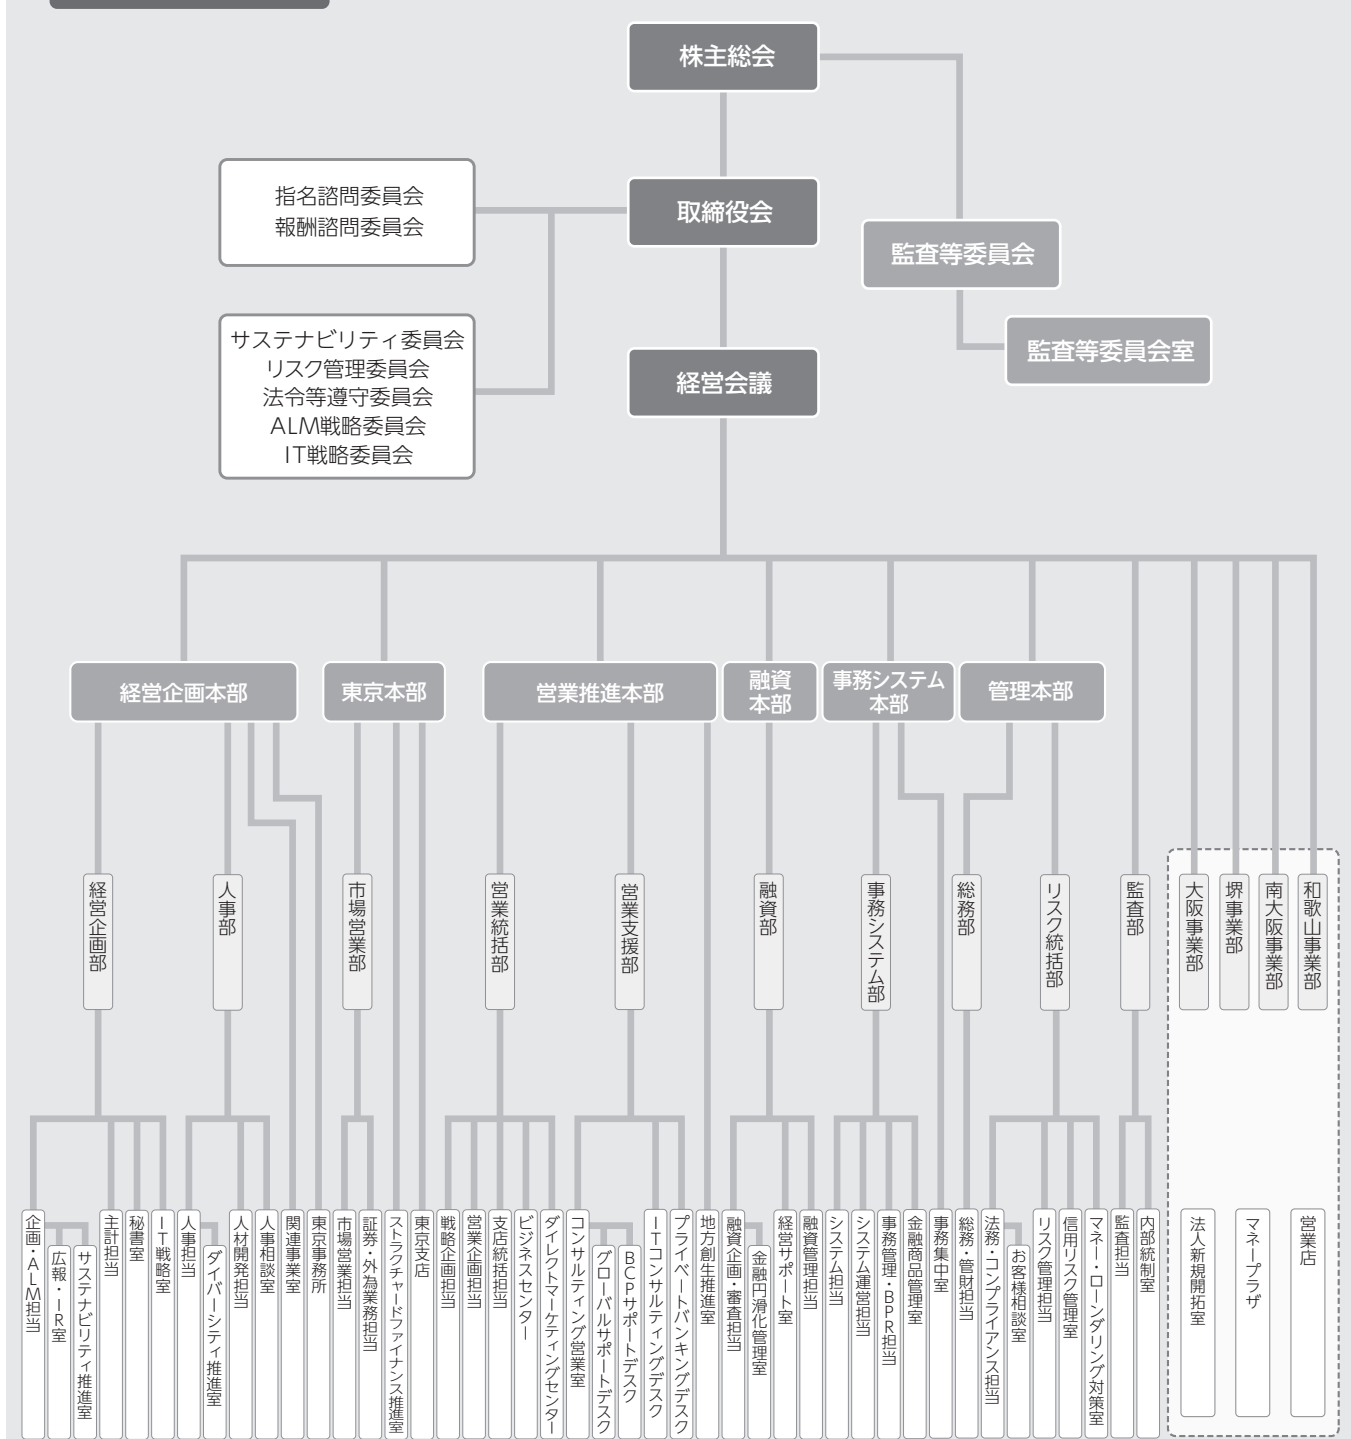 株主総会
指名諮問委員会
報酬諮問委員会
取締役会
監査等委員会
サステナビリティ委員会
リスク管理委員会
法令等遵守委員会
ALM戦略委員会
IT戦略委員会
経営会議
監査等委員会室
経営企画本部
東京本部
営業推進本部
融資
本部
事務システム
本部
管理本部
経営企画部
人事部
市場営業部
営業統括部
営業支援部
融資部
事務システム部
総務部
リスク統括部
監査部
大阪事業部
堺事業部
南大阪事業部
和歌山事業部
企画・ALM担当
広報・IR室
サステナビリティ推進室
主計担当
秘書室
IT戦略室
人事担当
ダイバーシティ推進室
人材開発担当
人事相談室
関連事業室
東京事務所
市場営業担当
証券・外為業務担当
ストラクチャードファイナンス推進室
東京支店
戦略企画担当
営業企画担当
支店統括担当
ビジネスセンター
ダイレクトマーケティングセンター
コンサルティング営業室
グローバルサポートデスク
BCPサポートデスク
ITコンサルティングデスク
プライベートバンキングデスク
地方創生推進室
融資企画・審査担当
金融円滑化管理室
経営サポート室
融資管理担当
システム担当
システム運営担当
事務管理・BPR担当
金融商品管理室
事務集中室
総務・管財担当
法務・コンプライアンス担当
お客様相談室
リスク管理担当
信用リスク管理室
マネー・ローンダリング対策室
監査担当
内部統制室
法人新規開拓室
マネープラザ
営業店